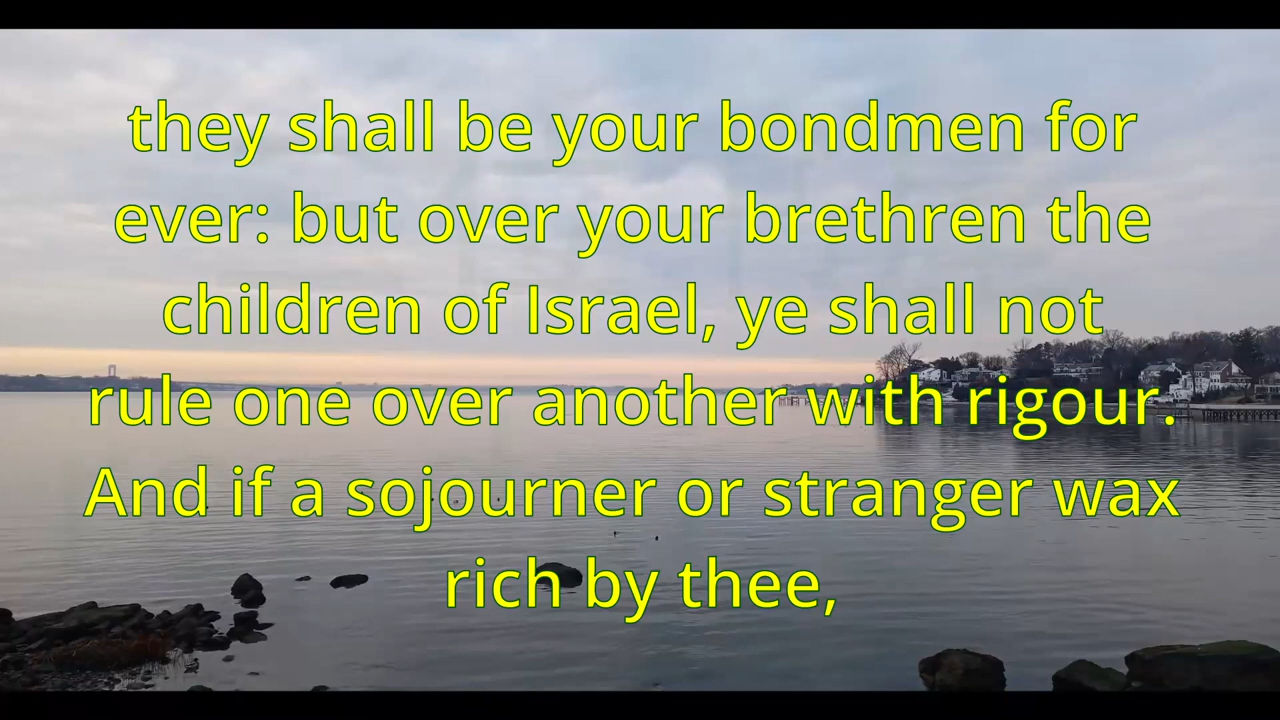 they shall be your bondmen for
ever: but over your brethren the
children of Israel, ye shall not
rule one over another with rigour.
And if a sojourner or stranger wax
rich by thee,